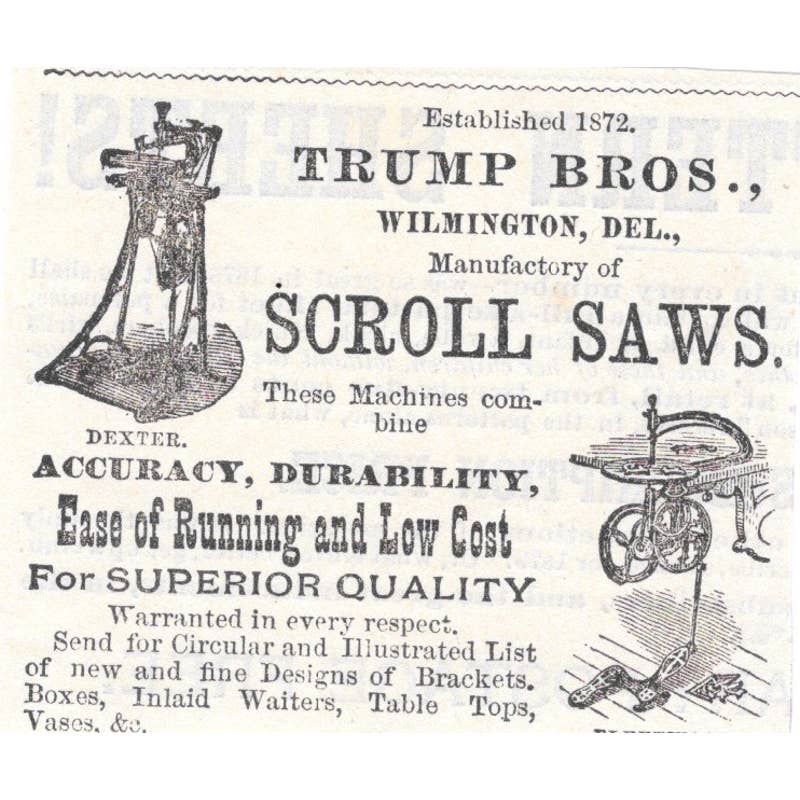 Established 1872.
TRUMP BROS.,
WILMINGTON, DEL.,
Manufactory of
SCROLL SAWS.
These Machines com-
bine
DEXTER.
ACCURACY, DURABILITY,
Ease of Running and Low Cost
For SUPERIOR QUALITY
Warranted in every respect.
Send for Circular and Illustrated List
of new and fine Designs of Brackets.
Boxes, Inlaid Waiters, Table Tops,
Vases, &c.